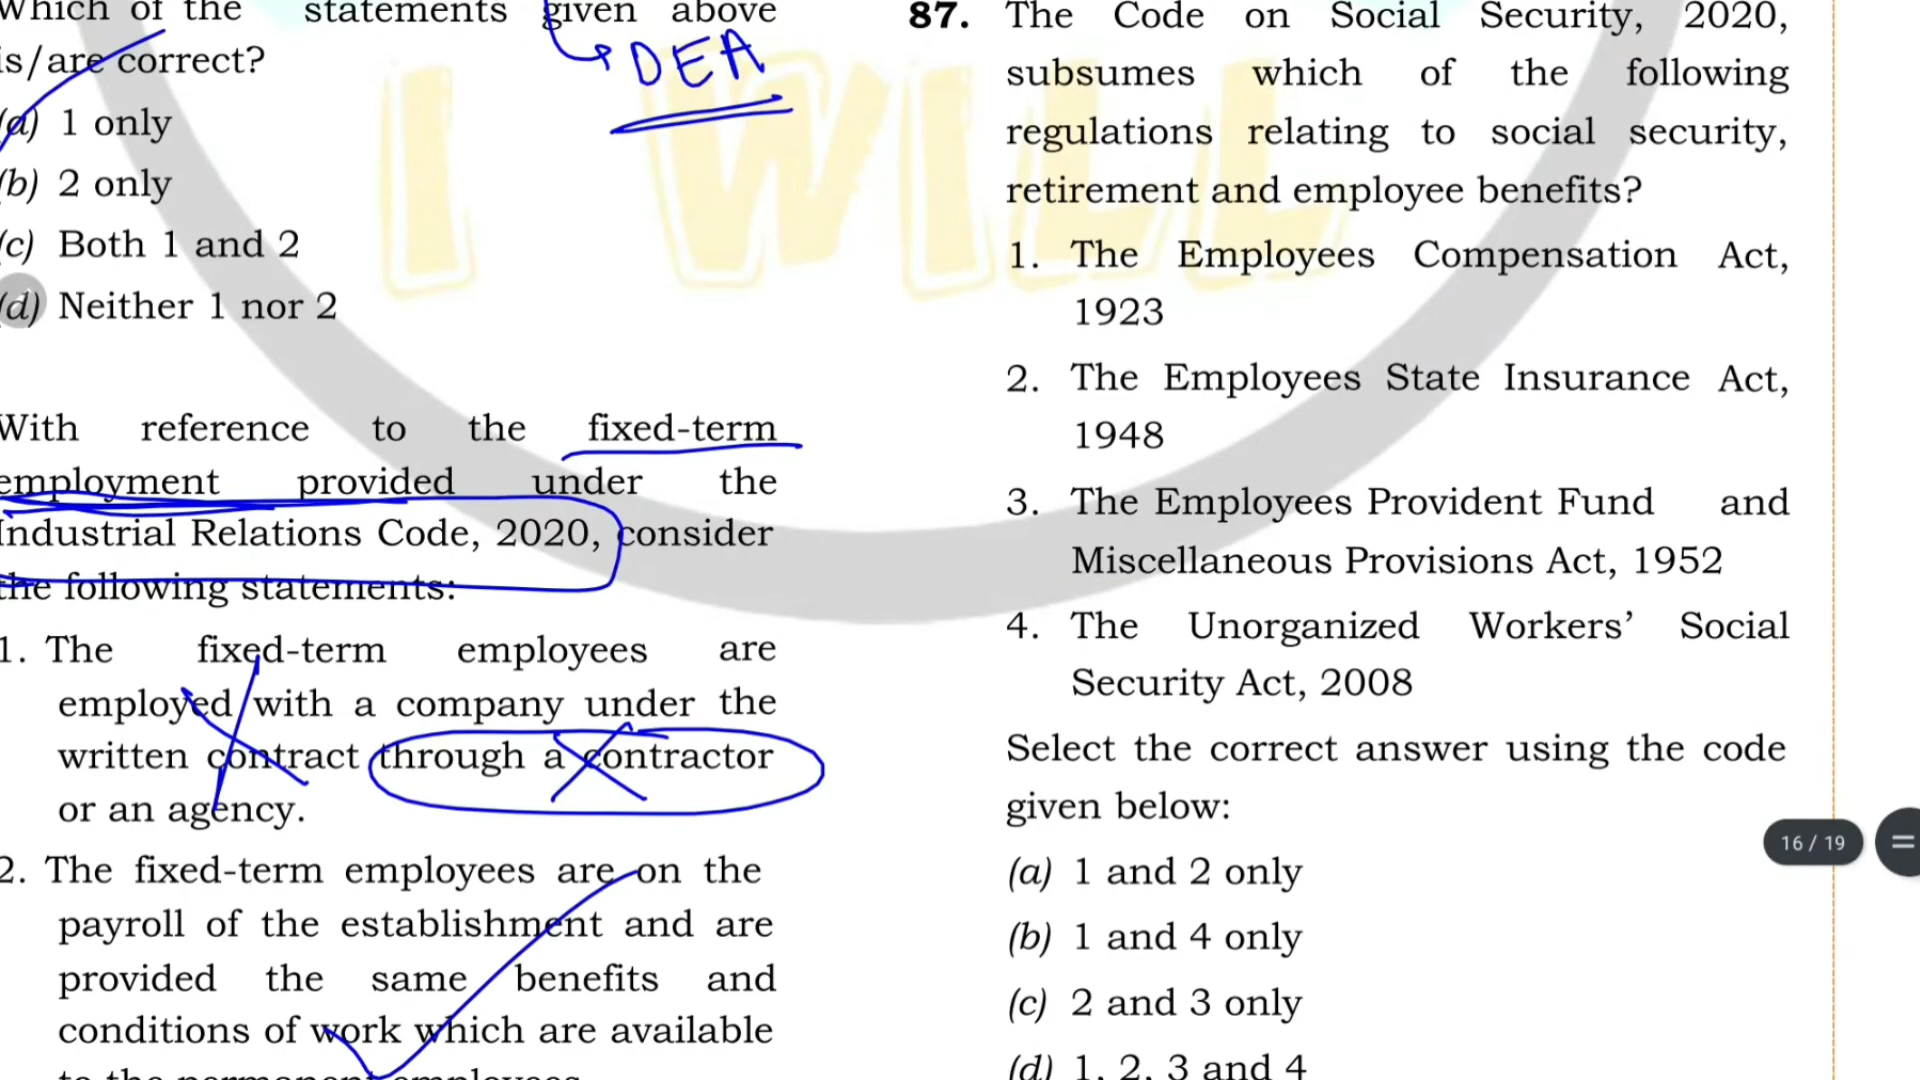 Which of the statements given above
is/are correct?
DEA
(a) 1 only
(b) 2 only
(c) Both 1 and 2
(d) Neither 1 nor 2
With reference to the fixed-term
employment provided under the
Industrial Relations Code, 2020, consider
the following statements:
1. The fixed-term employees are
employed with a company under the
written contract through a contractor
or an agency.
2. The fixed-term employees are on the
payroll of the establishment and are
provided the same benefits and
conditions of work which are available
to the permanent employees
87. The Code on Social Security, 2020,
subsumes which of the following
regulations relating to social security,
retirement and employee benefits?
1. The Employees Compensation Act,
1923
2. The Employees State Insurance Act,
1948
3. The Employees Provident Fund and
Miscellaneous Provisions Act, 1952
4. The Unorganized Workers’ Social
Security Act, 2008
Select the correct answer using the code
given below:
(a) 1 and 2 only
(b) 1 and 4 only
(c) 2 and 3 only
(d) 1, 2, 3 and 4
I WILL
16 / 19